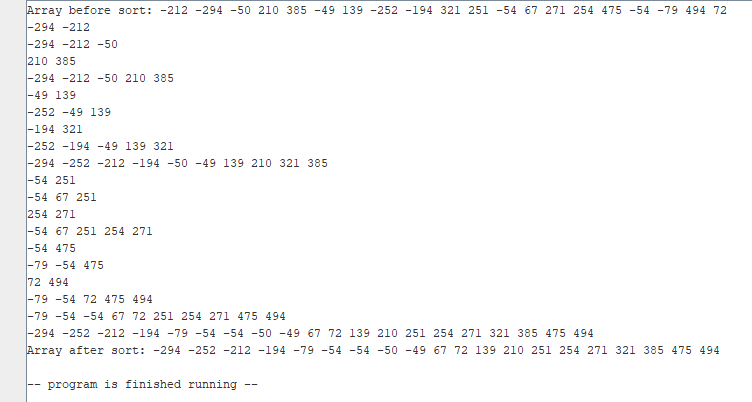 Array before sort: -212 -294 -50 210 385 -49 139 -252 -194 321 251 -54 67 271 254 475 -54 -79 494 72
-294 -212
-294 -212 -50
210 385
-294 -212 -50 210 385
-49 139
-252 -49 139
-194 321
-252 -194 -49 139 321
-294 -252 -212 -194 -50 -49 139 210 321 385
-54 251
-54 67 251
254 271
-54 67 251 254 271
-54 475
-79 -54 475
72 494
-79 -54 72 475 494
-79 -54 -54 67 72 251 254 271 475 494
-294 -252 -212 -194 -79 -54 -54 -50 -49 67 72 139 210 251 254 271 321 385 475 494
Array after sort: -294 -252 -212 -194 -79 -54 -54 -50 -49 67 72 139 210 251 254 271 321 385 475 494
-- program is finished running --